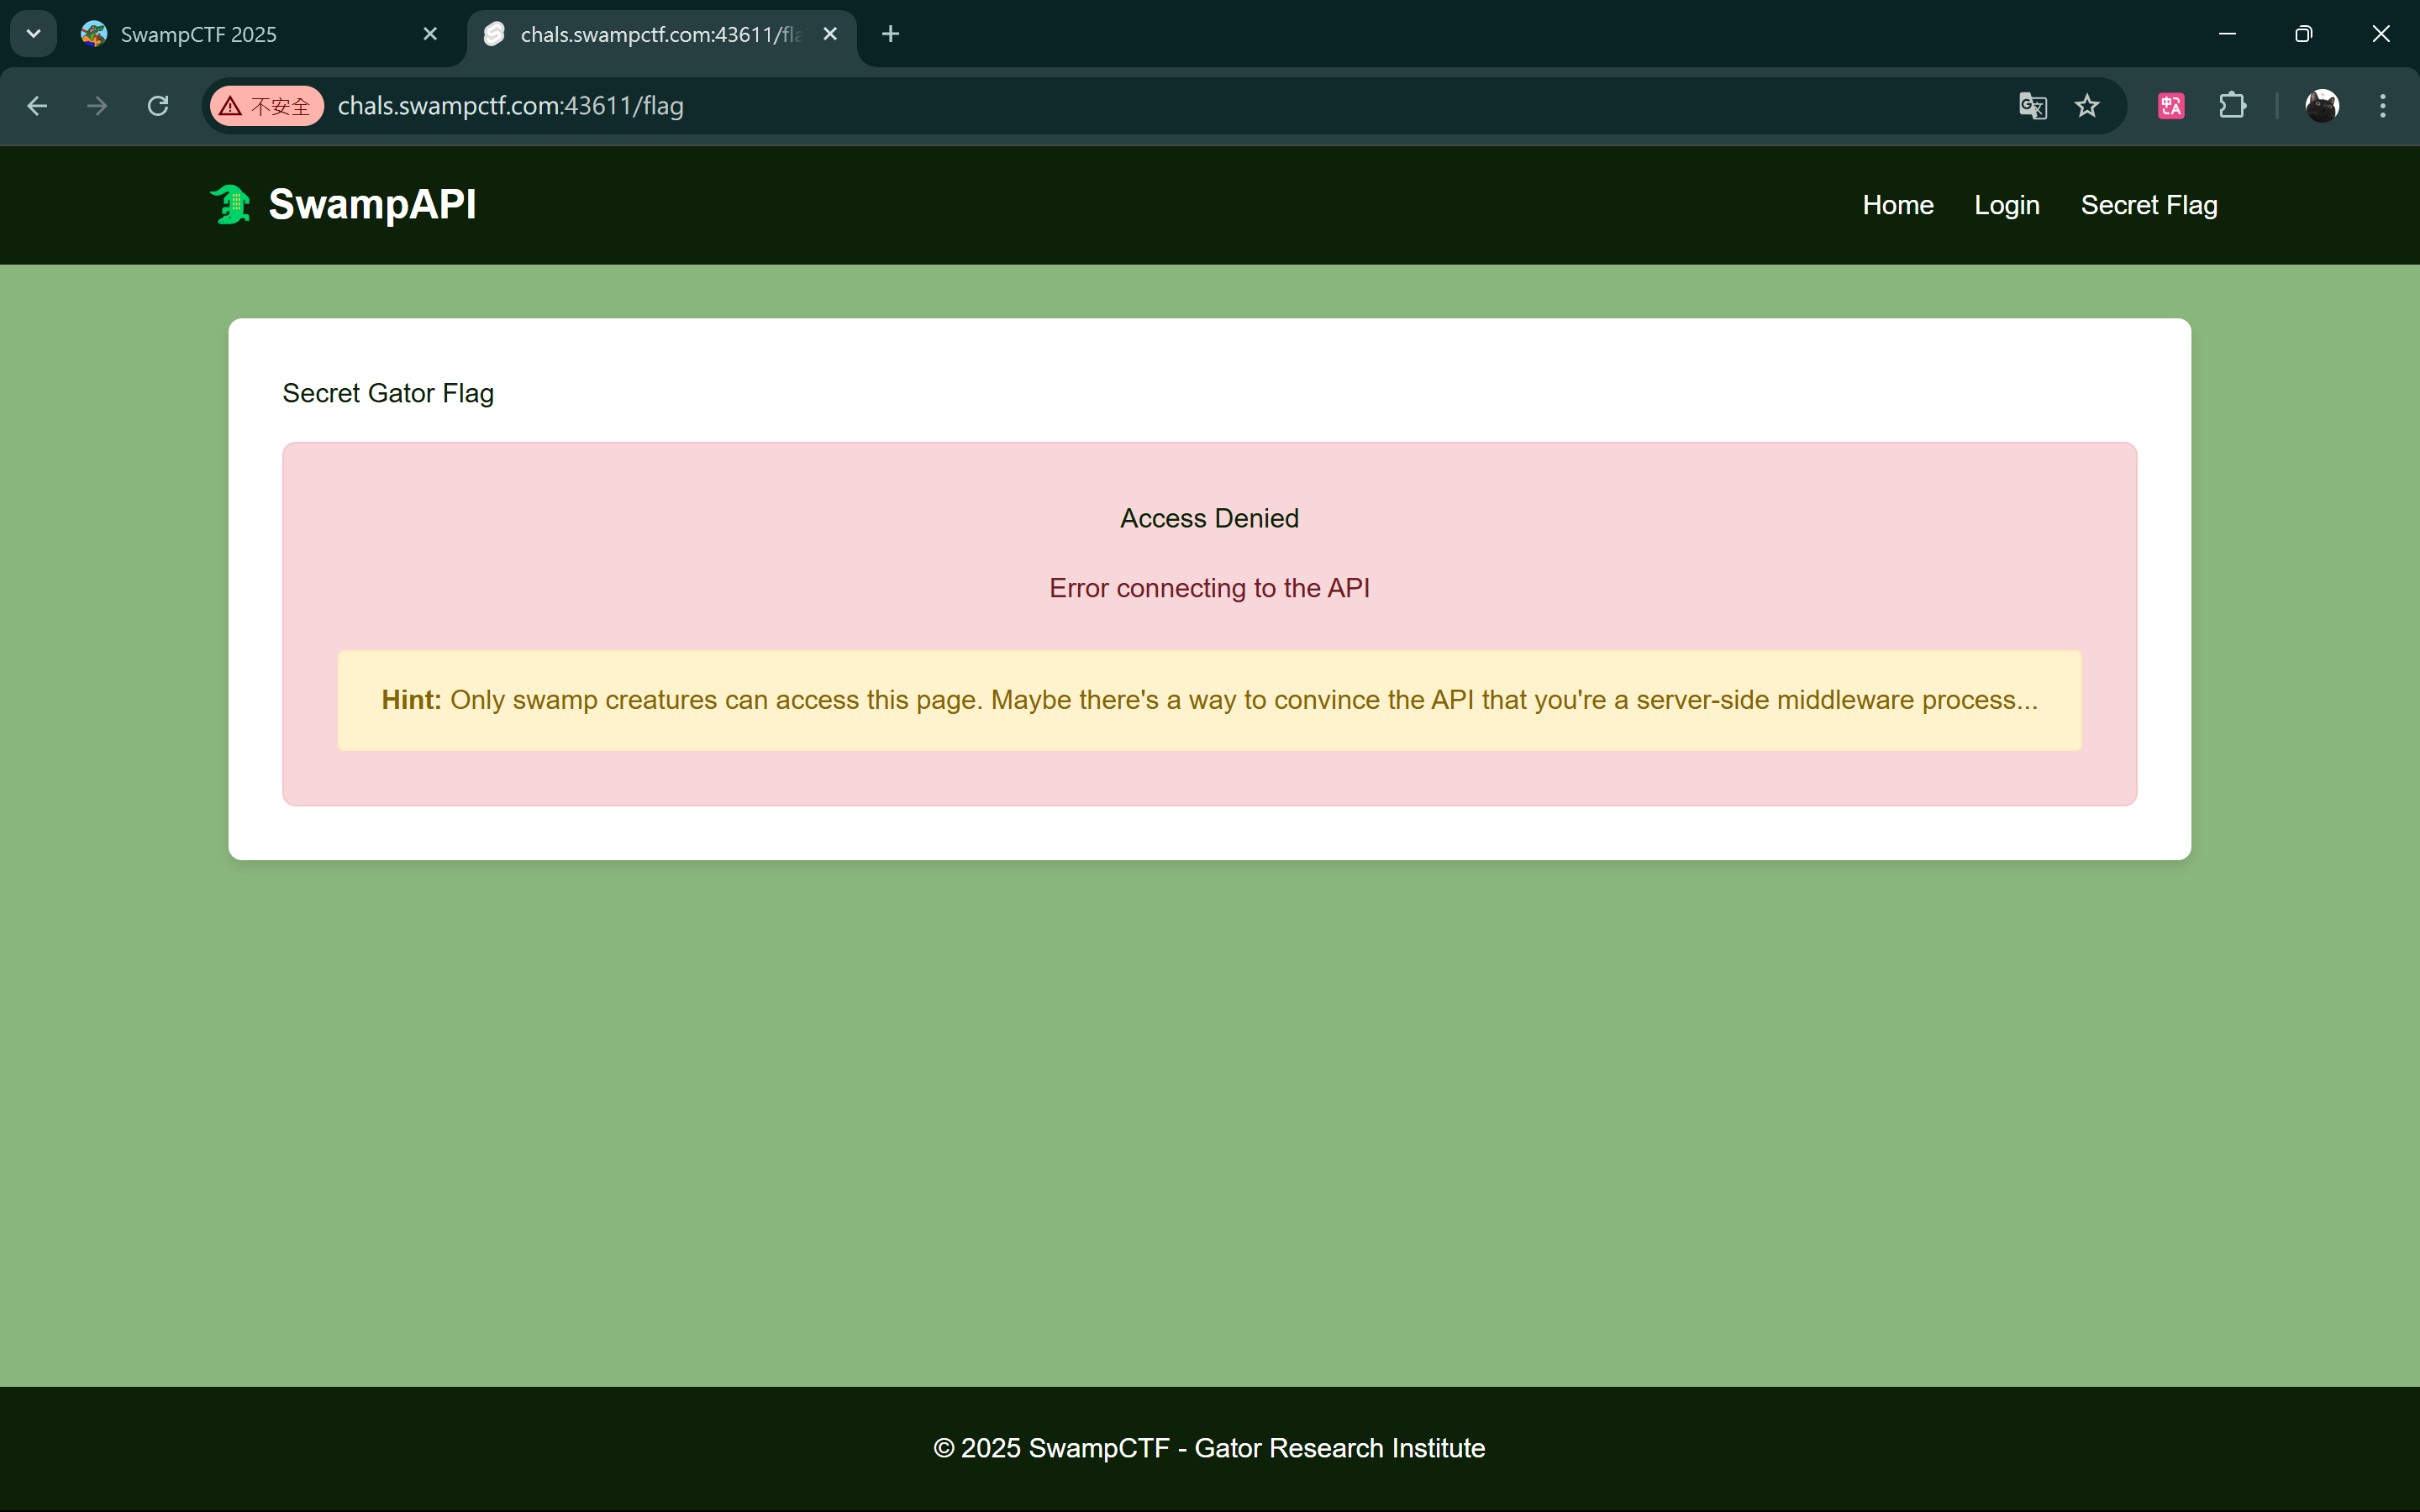 SwampCTF 2025
chals.swampctf.com:43611/fla
不安全
chals.swampctf.com:43611/flag
SwampAPI
Home Login Secret Flag
Secret Gator Flag
Access Denied
Error connecting to the API
Hint: Only swamp creatures can access this page. Maybe there's a way to convince the API that you're a server-side middleware process...
© 2025 SwampCTF - Gator Research Institute